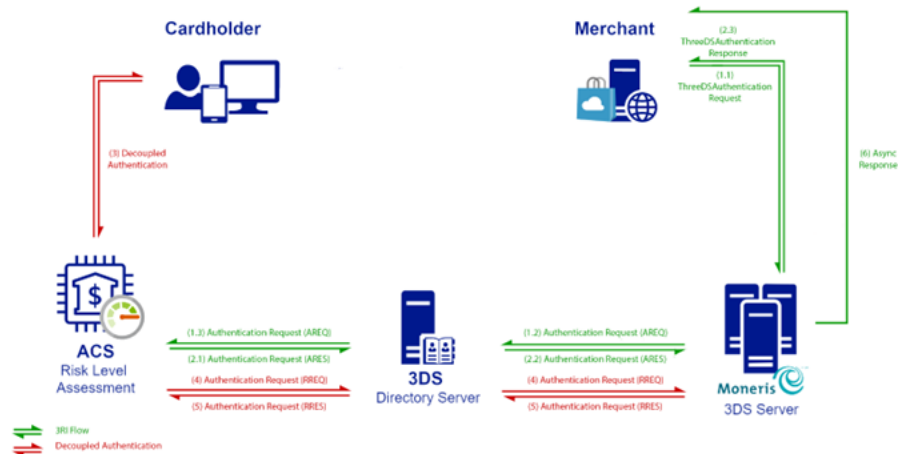 Cardholder
Merchant
(2.3)
ThreeDSAuthentication
Response
(1.1)
ThreeDSAuthentication
Request
(3) Decoupled
Authentication
(6) Async
Response
$
ACS
Risk Level
Assessment
(1.3) Authentication Request (AREQ)
(2.1) Authentication Request (ARES)
(4) Authentication Request (RREQ)
(5) Authentication Request (RRES)
3DS
Directory Server
(1.2) Authentication Request (AREQ)
(2.2) Authentication Request (ARES)
(4) Authentication Request (RREQ)
(5) Authentication Request (RRES)
Moneris
3DS Server
3RI Flow
Decoupled Authentication